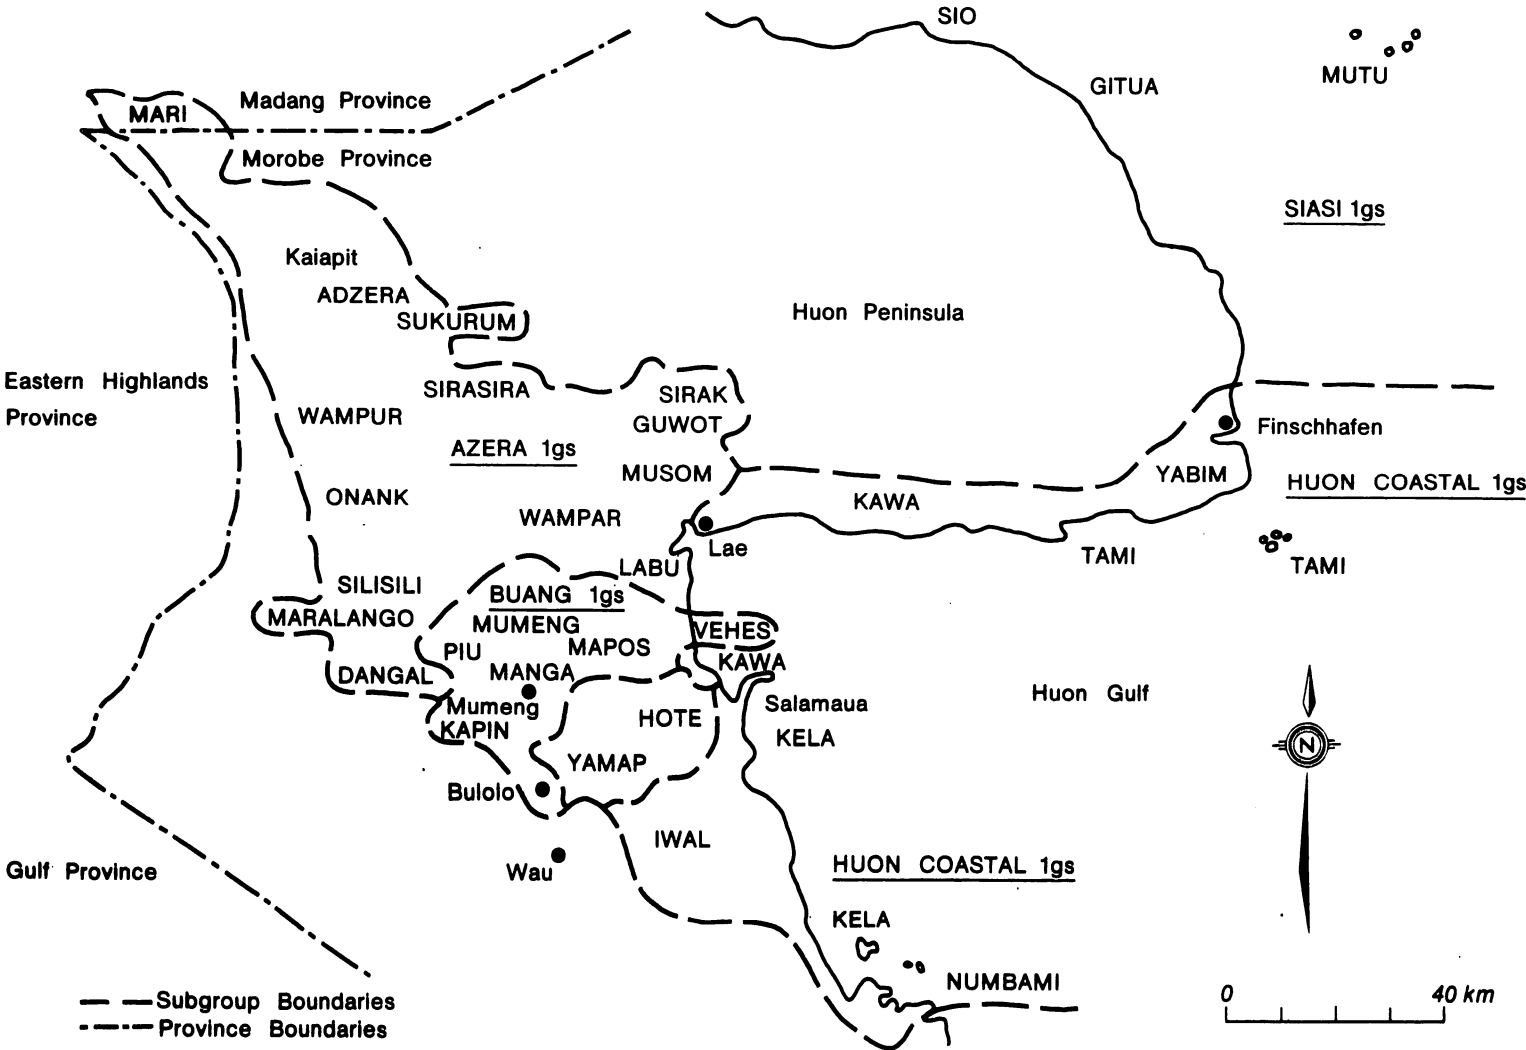 SIO
MUTU
GITUA
Madang Province
MARI
Morobe Province
SIASI 1gs
Kaiapit
ADZERA
SUKURUM
Huon Peninsula
Eastern Highlands
Province
SIRASIRA
SIRAK
WAMPUR
GUWOT
Finschhafen
AZERA 1gs
MUSOM
YABIM
HUON COASTAL 1gs
ONANK
KAWA
WAMPAR
Lae
TAMI
TAMI
LABU
SILISILI
BUANG 1gs
MARALANGO
MUMENG
VEHES
MAPOS
PIU
KAWA
DANGAL
MANGA
Huon Gulf
Mumeng
Salamaua
HOTE
KAPIN
KELA
N
YAMAP
Bulolo
IWAL
Wau
Gulf Province
HUON COASTAL 1gs
KELA
NUMBAMI
0 40 km
Subgroup Boundaries
Province Boundaries